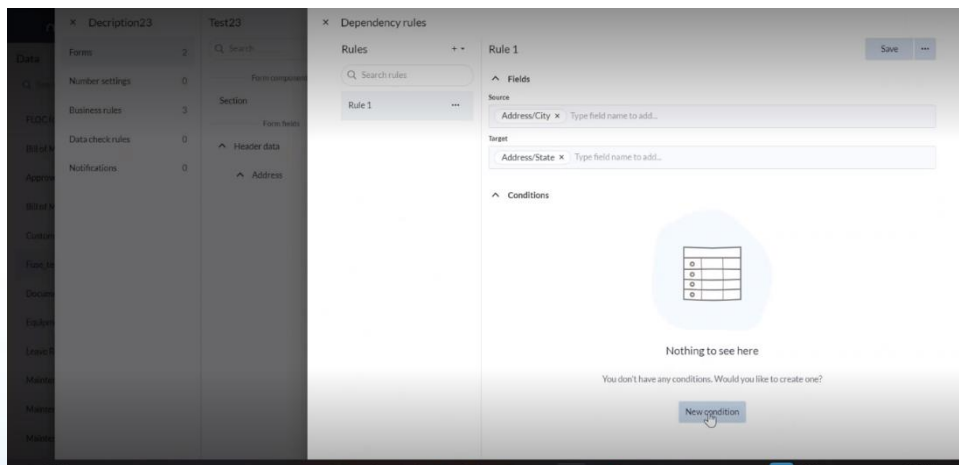 × Decription23
Forms 2
Number settings 0
Business rules 3
Data check rules 0
Notifications 0
Data
Test23
Search
Form component
Section
Form fields
Header data
Address
× Dependency rules
Rules
Search rules
Rule 1
Rule 1
Save
Fields
Source
Address/City × Type field name to add...
Target
Address/State × Type field name to add...
Conditions
Nothing to see here
You don't have any conditions. Would you like to create one?
New condition